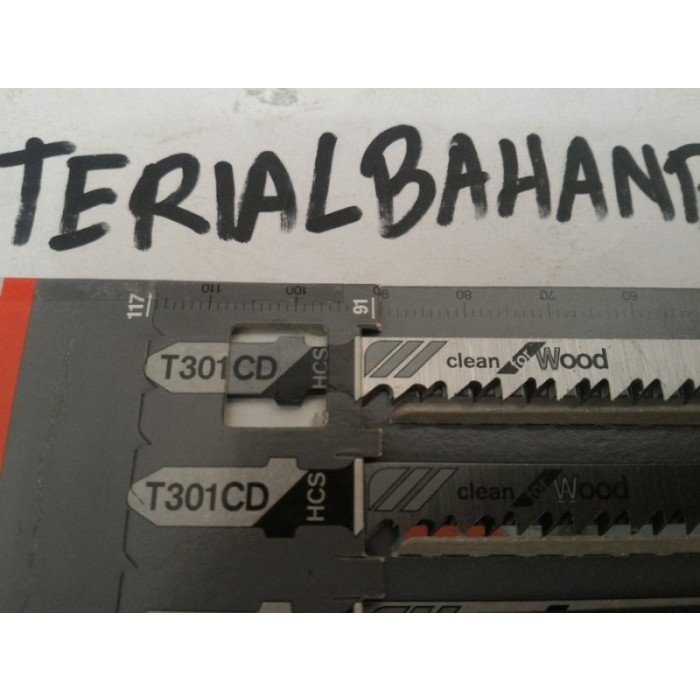 TERIALBAHAN
117 110 100 91 90 80 70 60
T301CD HCS clean for Wood
T301CD HCS clean for Wood